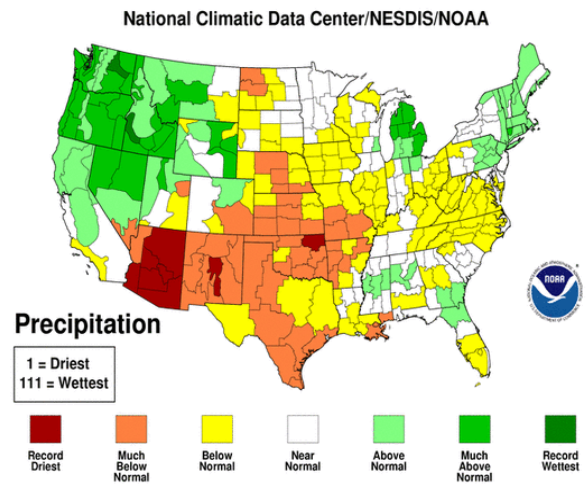 National Climatic Data Center/NESDIS/NOAA
NOAA
Precipitation
1 = Driest
111 = Wettest
Record
Driest
Much
Below
Normal
Below
Normal
Near
Normal
Above
Normal
Much
Above
Normal
Record
Wettest